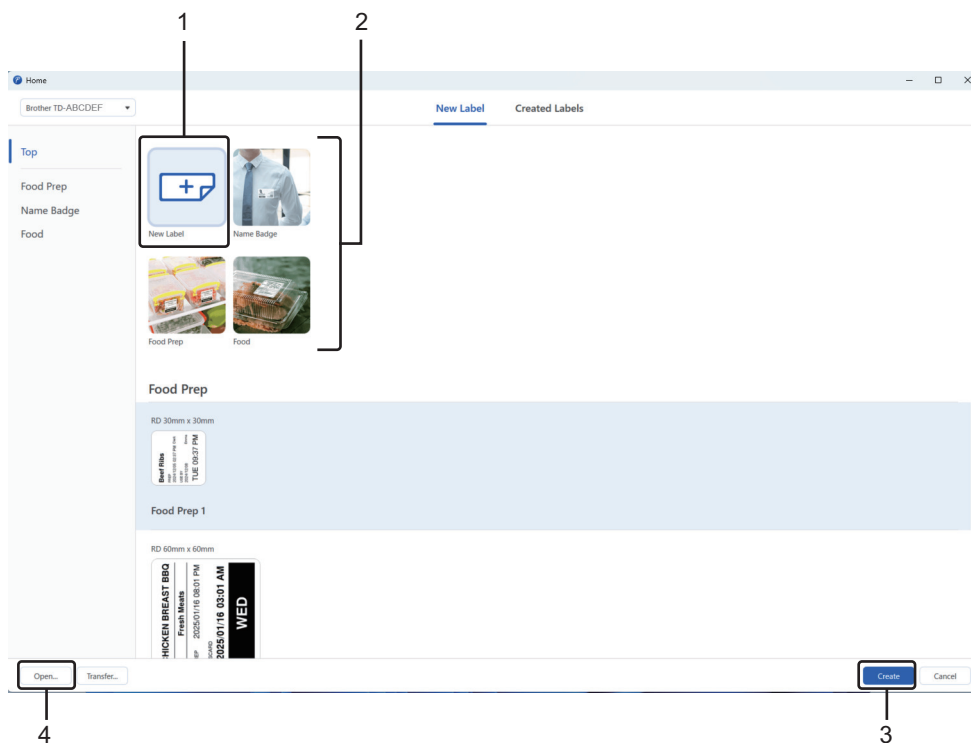 1
2
Home
Brother TD-ABCDEF
New Label
Created Labels
Top
Food Prep
Name Badge
Food
New Label
Name Badge
Food Prep
Food
Food Prep
RD 30mm x 30mm
Beef Ribs
TUE 09:37 PM
Food Prep 1
RD 60mm x 60mm
HICKEN BREAST BBQ
Fresh Meats
EP 2025/01/16 08:01 PM
SCARD
2025/01/16 03:01 AM
WED
Open...
Transfer...
Create
Cancel
4
3